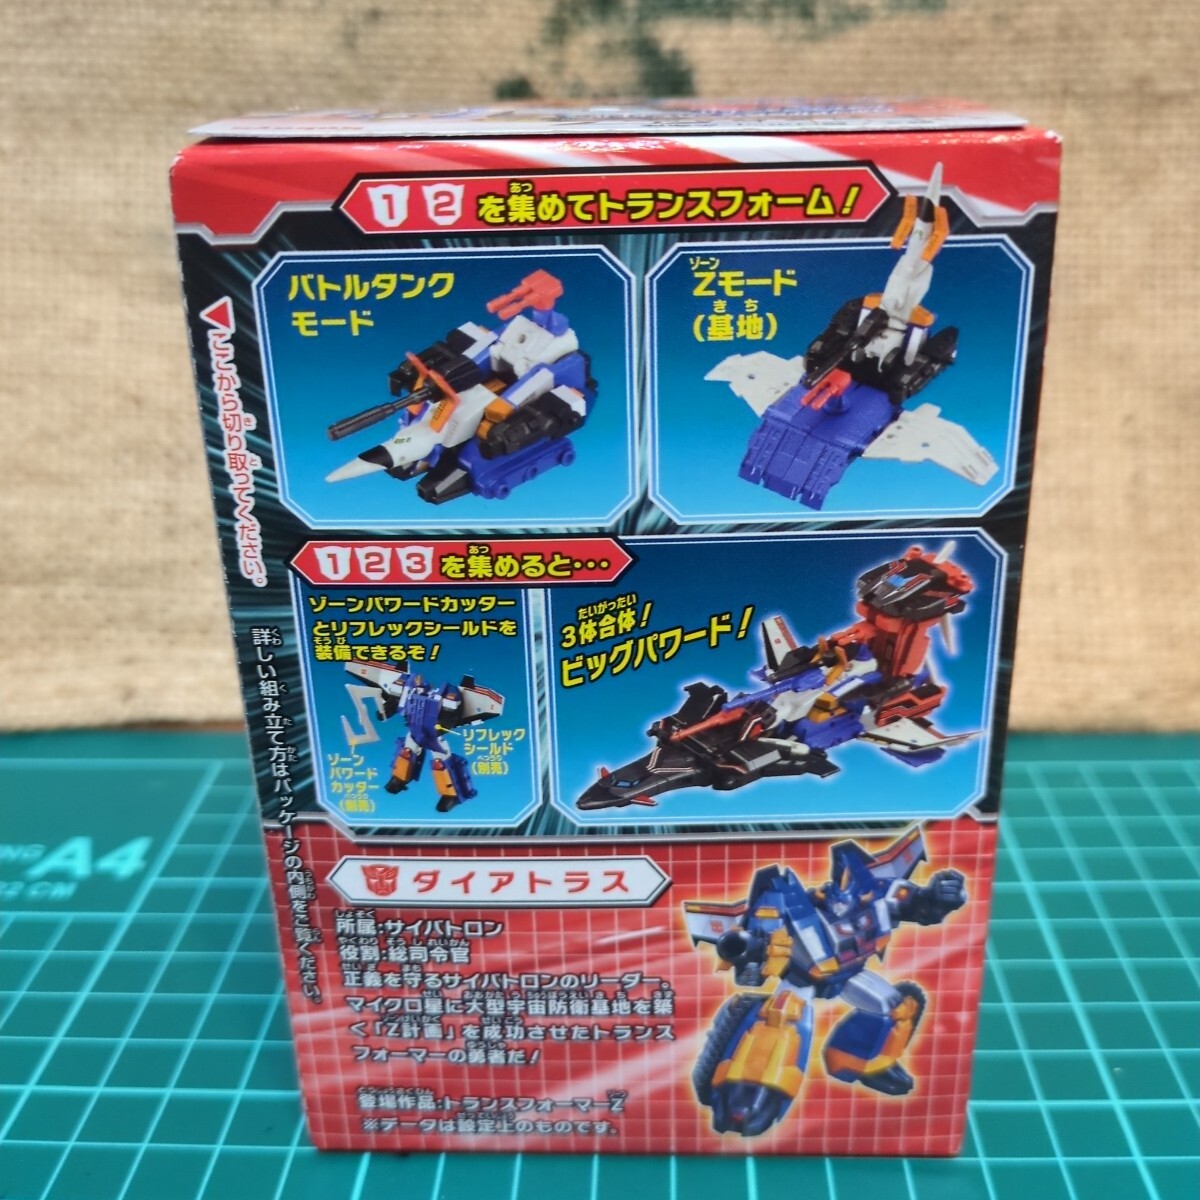 1 2 を集めてトランスフォーム!
バトルタンク
モード
Zモード
(基地)
ここから切り取ってください。
1 2 3 を集めると・・・
ゾーンパワードカッター
とリフレックシールドを
装備できるぞ!
ゾーン
パワード
カッター
(別売)
リフレック
シールド
(別売)
3体合体!
ビッグパワード!
詳しい組み立て方はパッケージの内側をご覧ください。
ダイアトラス
所属:サイバトロン
役割:総司令官
正義を守るサイバトロンのリーダー。
マイクロ星に大型宇宙防衛基地を築
く「Z計画」を成功させたトランス
フォーマーの勇者だ!
登場作品:トランスフォーマーZ
※データは設定上のものです。
A4